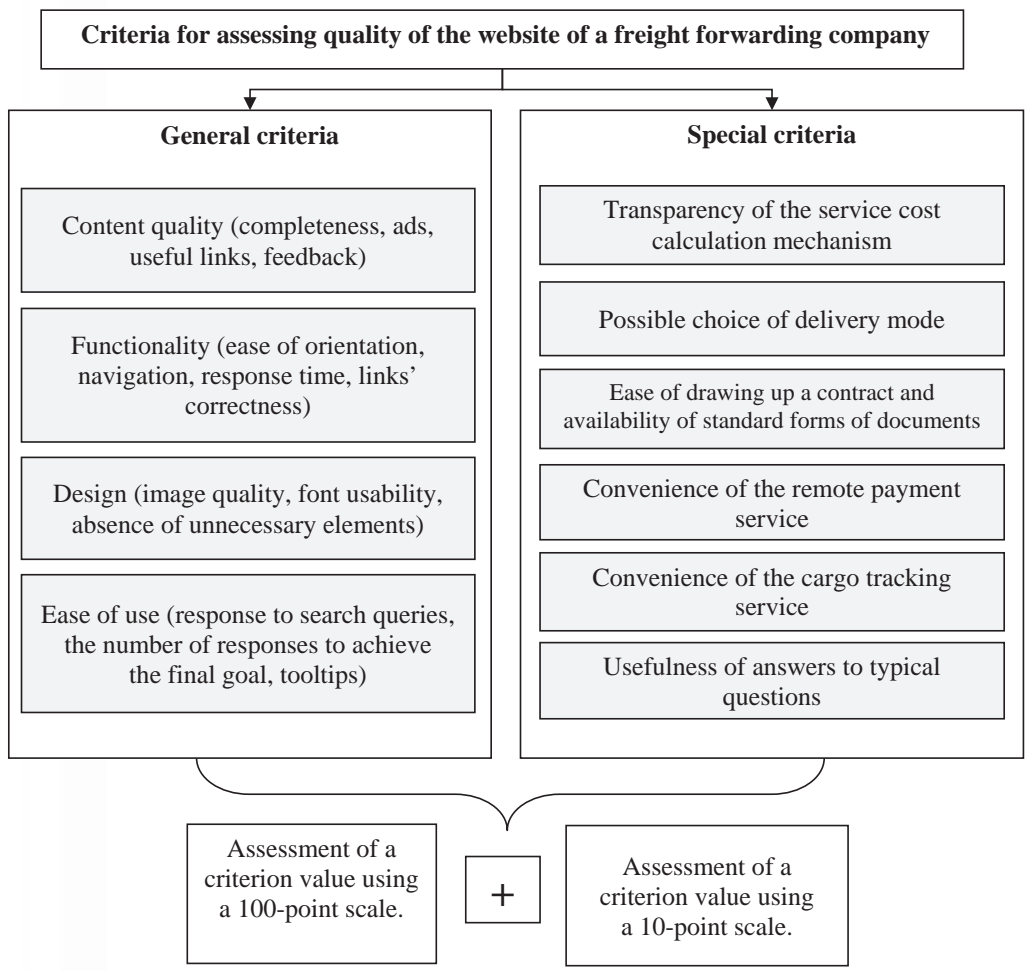 Criteria for assessing quality of the website of a freight forwarding company
General criteria
Content quality (completeness, ads,
useful links, feedback)
Functionality (ease of orientation,
navigation, response time, links’
correctness)
Design (image quality, font usability,
absence of unnecessary elements)
Ease of use (response to search queries,
the number of responses to achieve
the final goal, tooltips)
Special criteria
Transparency of the service cost
calculation mechanism
Possible choice of delivery mode
Ease of drawing up a contract and
availability of standard forms of documents
Convenience of the remote payment
service
Convenience of the cargo tracking
service
Usefulness of answers to typical
questions
Assessment of a
criterion value using
a 100-point scale.
+
Assessment of a
criterion value using
a 10-point scale.